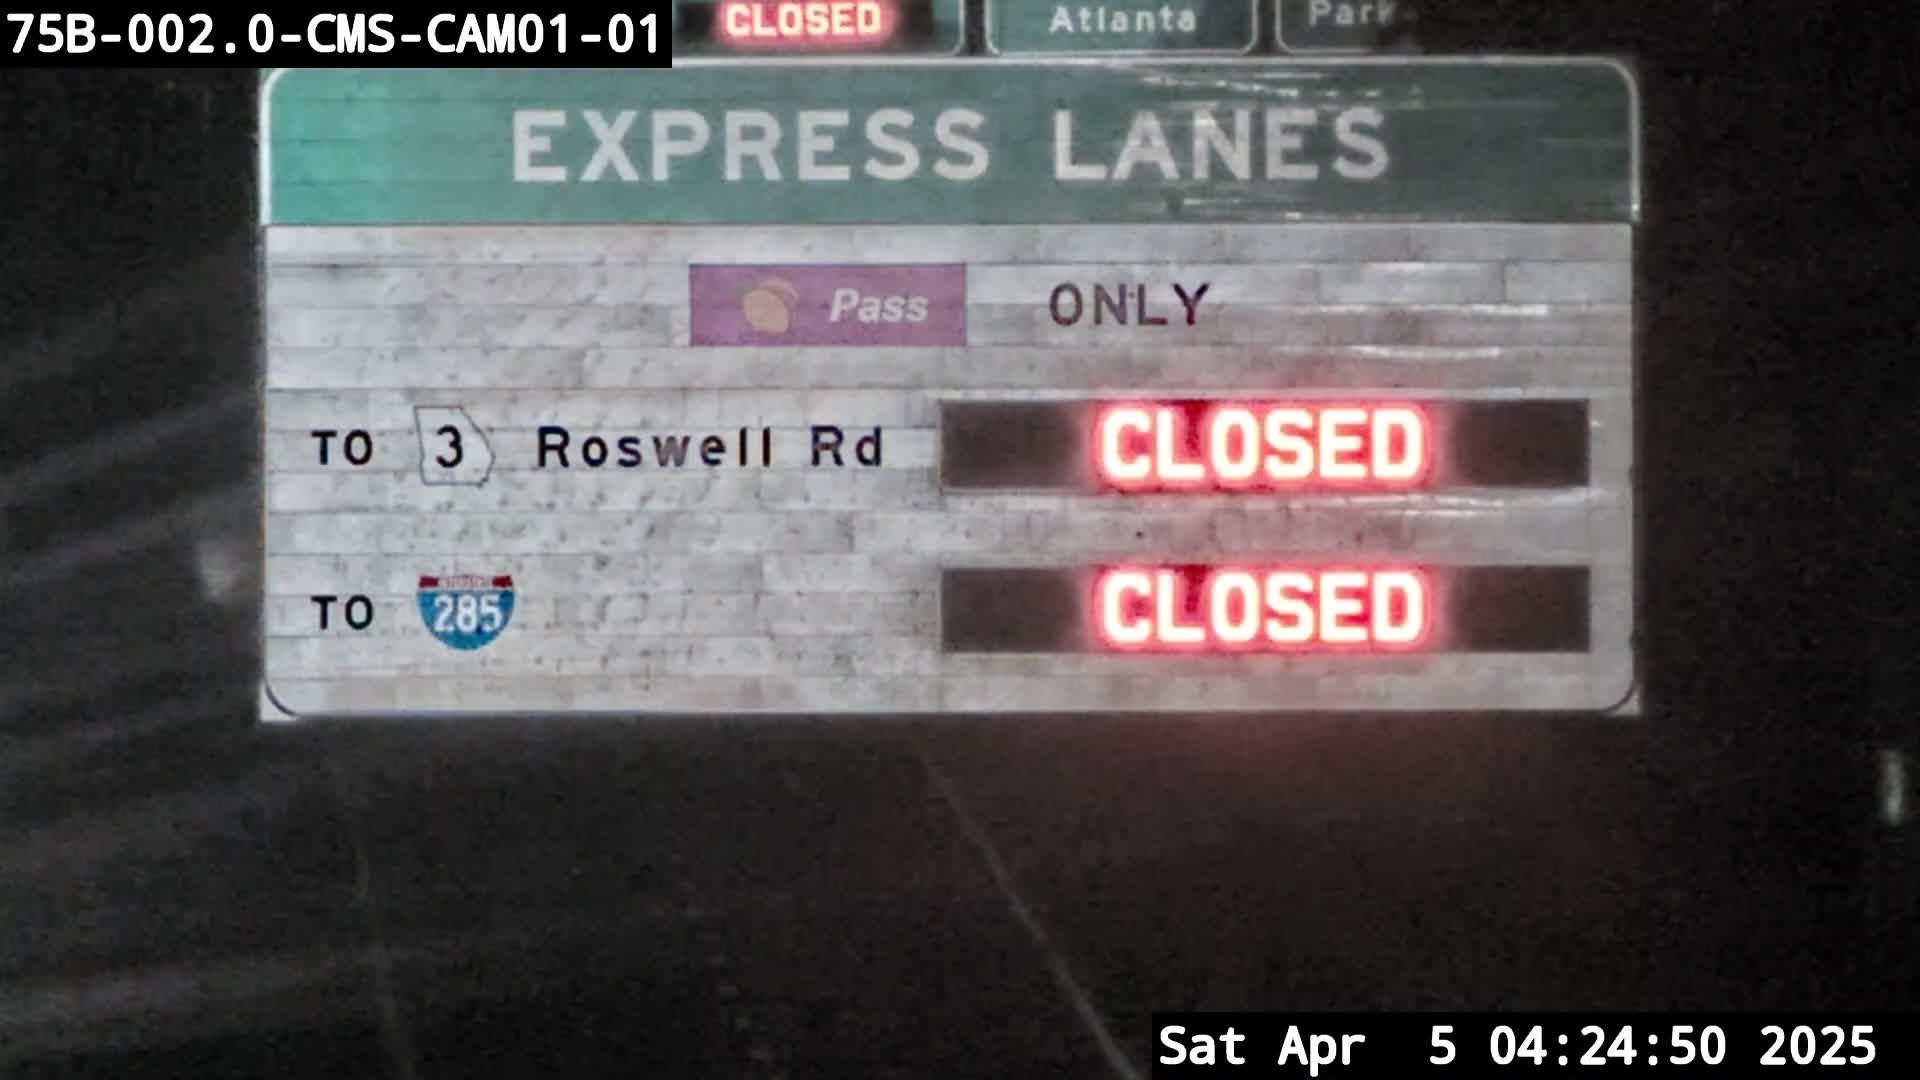 75B-002.0-CMS-CAM01-01
CLOSED
Atlanta
Park
EXPRESS LANES
Pass ONLY
TO 3 Roswell Rd CLOSED
TO 285 CLOSED
Sat Apr 5 04:24:50 2025